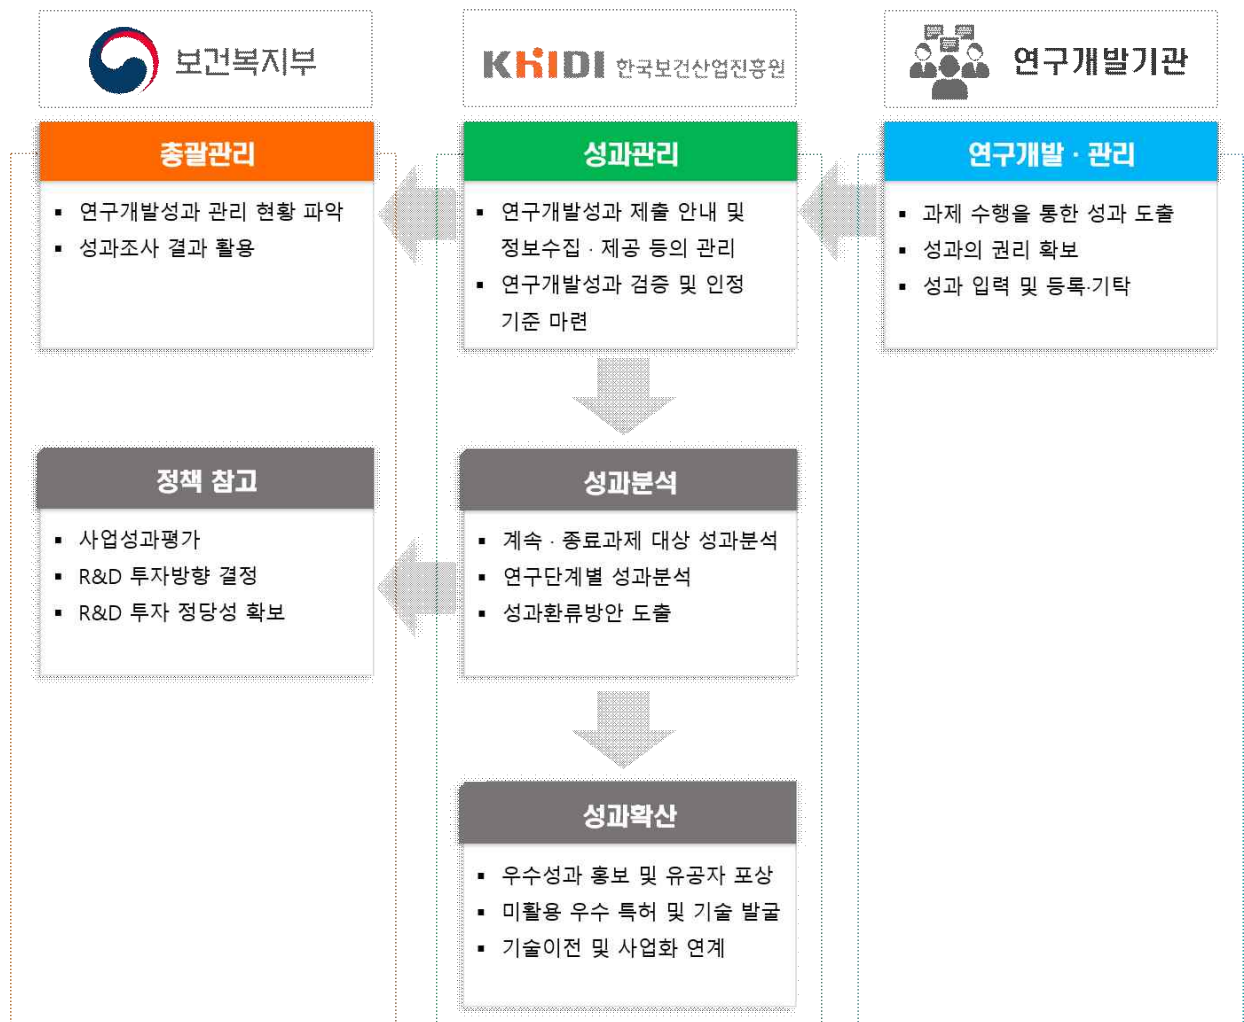 보건복지부
KHIDI 한국보건산업진흥원
연구개발기관
총괄관리
▪ 연구개발성과 관리 현황 파악
▪ 성과조사 결과 활용
성과관리
▪ 연구개발성과 제출 안내 및
정보수집 · 제공 등의 관리
▪ 연구개발성과 검증 및 인정
기준 마련
연구개발 · 관리
▪ 과제 수행을 통한 성과 도출
▪ 성과의 권리 확보
▪ 성과 입력 및 등록·기탁
정책 참고
▪ 사업성과평가
▪ R&D 투자방향 결정
▪ R&D 투자 정당성 확보
성과분석
▪ 계속 · 종료과제 대상 성과분석
▪ 연구단계별 성과분석
▪ 성과환류방안 도출
성과확산
▪ 우수성과 홍보 및 유공자 포상
▪ 미활용 우수 특허 및 기술 발굴
▪ 기술이전 및 사업화 연계